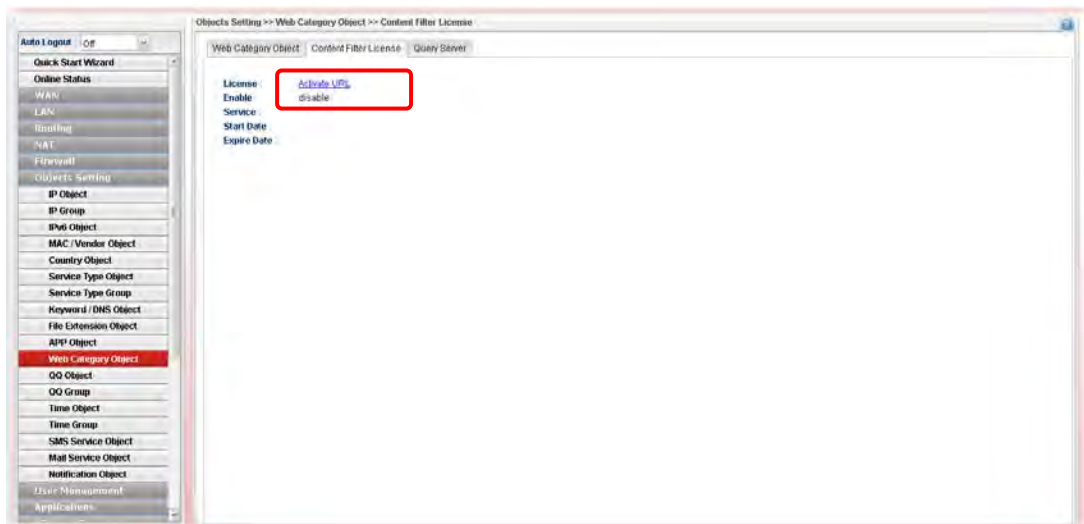 Objects Setting >> Web Category Object >> Content Filter License
Auto Logout Off
Web Category Object Content Filter License Query Server
Quick Start Wizard
Online Status
WAN
LAN
Routing
NAT
Firewall
Objects Setting
IP Object
IP Group
IPv6 Object
MAC / Vendor Object
Country Object
Service Type Object
Service Type Group
Keyword / DNS Object
File Extension Object
APP Object
Web Category Object
QQ Object
QQ Group
Time Object
Time Group
SMS Service Object
Mail Service Object
Notification Object
User Management
Applications
License Activate URL
Enable disable
Service
Start Date
Expire Date